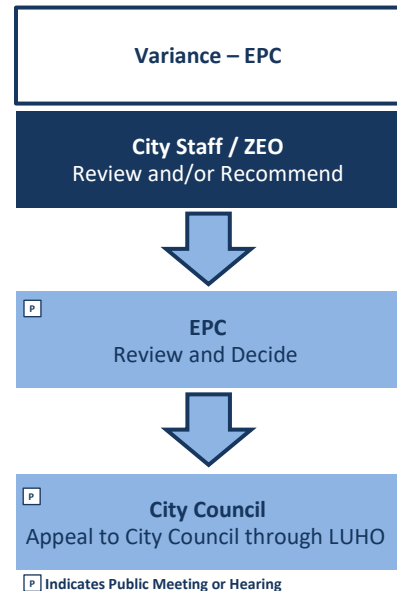 Variance – EPC
City Staff / ZEO
Review and/or Recommend
P
EPC
Review and Decide
P
City Council
Appeal to City Council through LUHO
P Indicates Public Meeting or Hearing